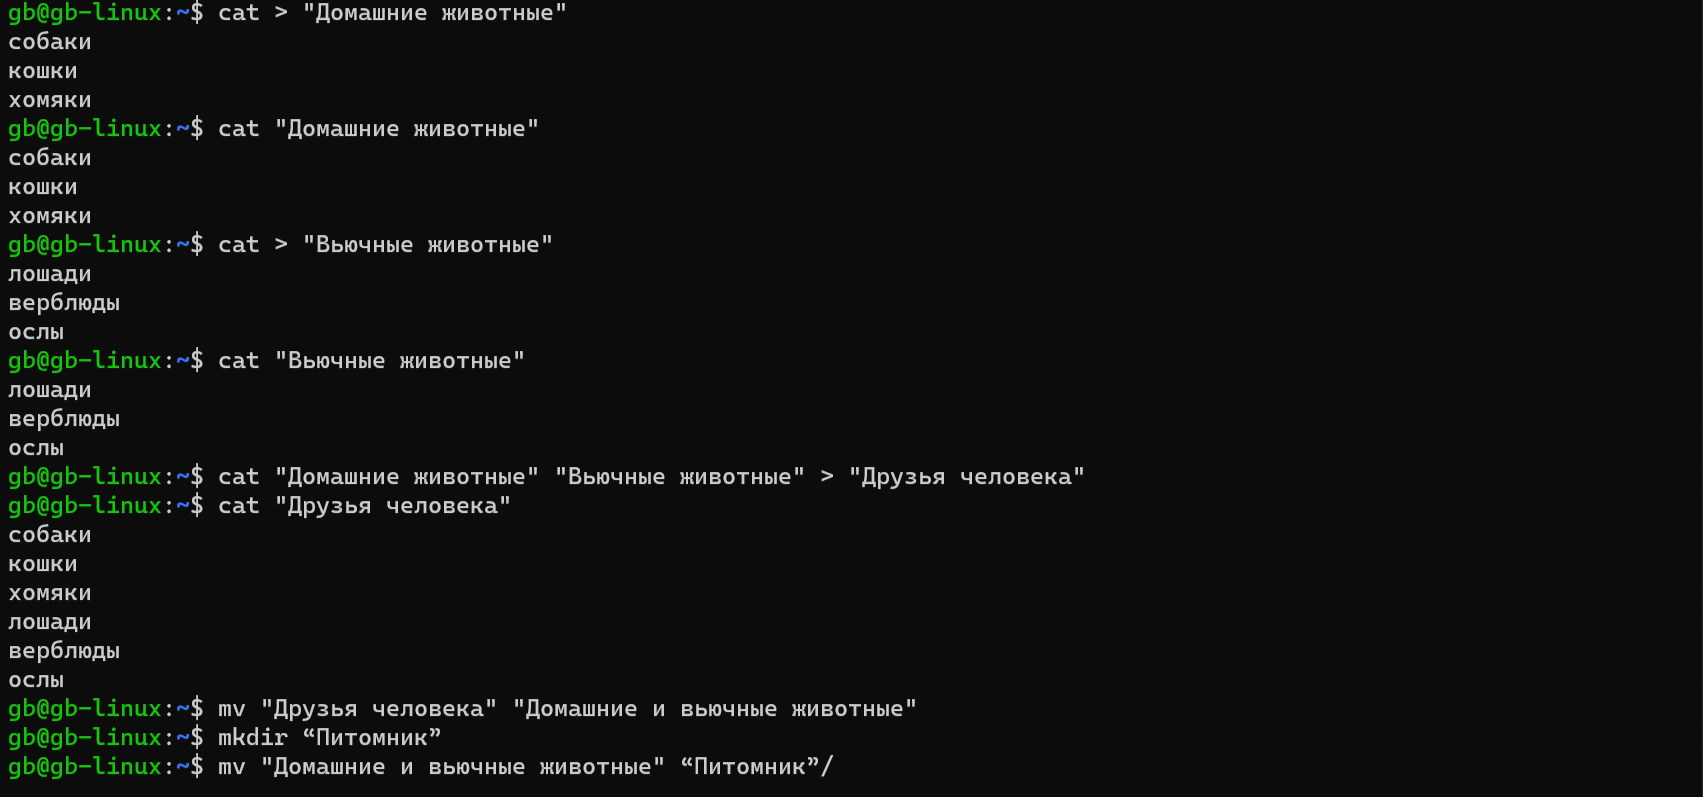 gb@gb-linux:~$ cat > "Домашние животные"
собаки
кошки
хомяки
gb@gb-linux:~$ cat "Домашние животные"
собаки
кошки
хомяки
gb@gb-linux:~$ cat > "Вьючные животные"
лошади
верблюды
ослы
gb@gb-linux:~$ cat "Вьючные животные"
лошади
верблюды
ослы
gb@gb-linux:~$ cat "Домашние животные" "Вьючные животные" > "Друзья человека"
gb@gb-linux:~$ cat "Друзья человека"
собаки
кошки
хомяки
лошади
верблюды
ослы
gb@gb-linux:~$ mv "Друзья человека" "Домашние и вьючные животные"
gb@gb-linux:~$ mkdir “Питомник”
gb@gb-linux:~$ mv "Домашние и вьючные животные" “Питомник”/